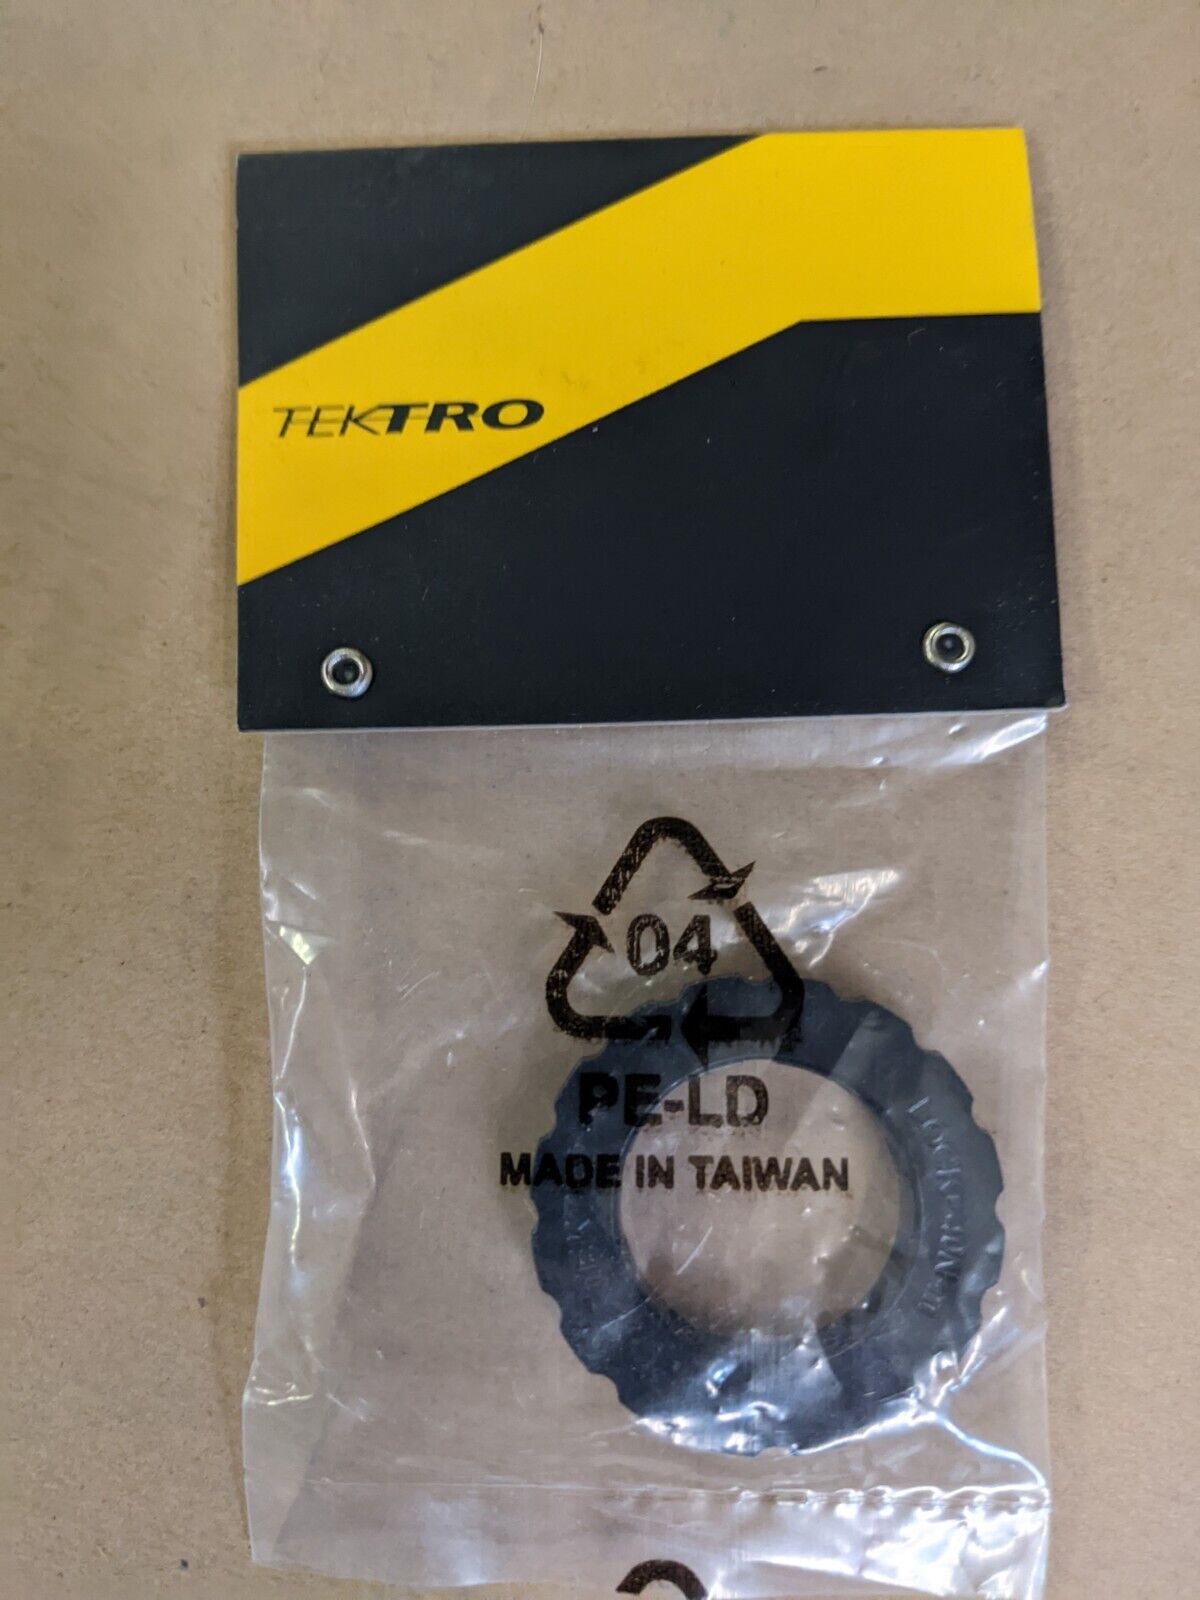 TEKTRO
04
PE-LD
MADE IN TAIWAN